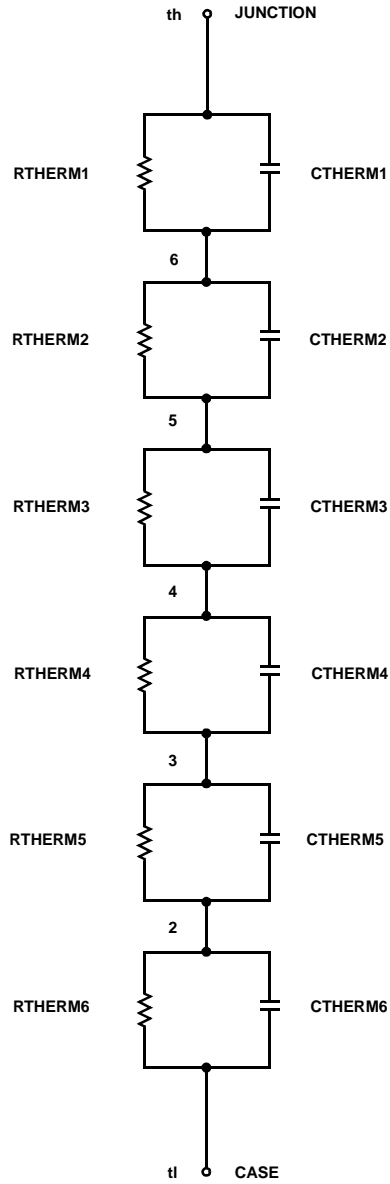 th JUNCTION
RTHERM1 CTHERM1
6
RTHERM2 CTHERM2
5
RTHERM3 CTHERM3
4
RTHERM4 CTHERM4
3
RTHERM5 CTHERM5
2
RTHERM6 CTHERM6
tl CASE